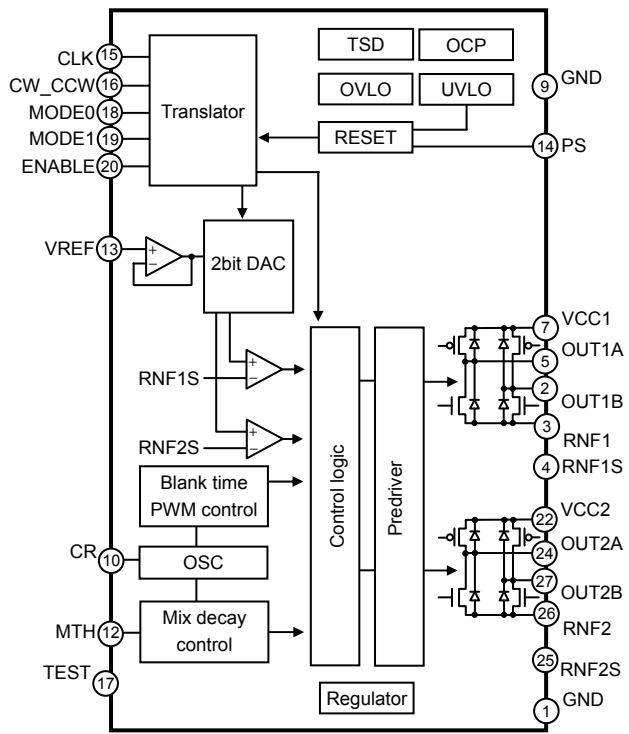 CLK 15
CW_CCW 16
MODE0 18
MODE1 19
ENABLE 20
Translator
TSD
OCP
OVLO
UVLO
RESET
9 GND
14 PS
VREF 13
+
−
2bit DAC
RNF1S
+
−
RNF2S
+
−
Blank time
PWM control
CR 10
OSC
MTH 12
Mix decay
control
TEST
17
Control logic
Predriver
7 VCC1
5 OUT1A
2
OUT1B
3
RNF1
4 RNF1S
VCC2
22
OUT2A
24
27
OUT2B
26
RNF2
25
RNF2S
GND
1
Regulator